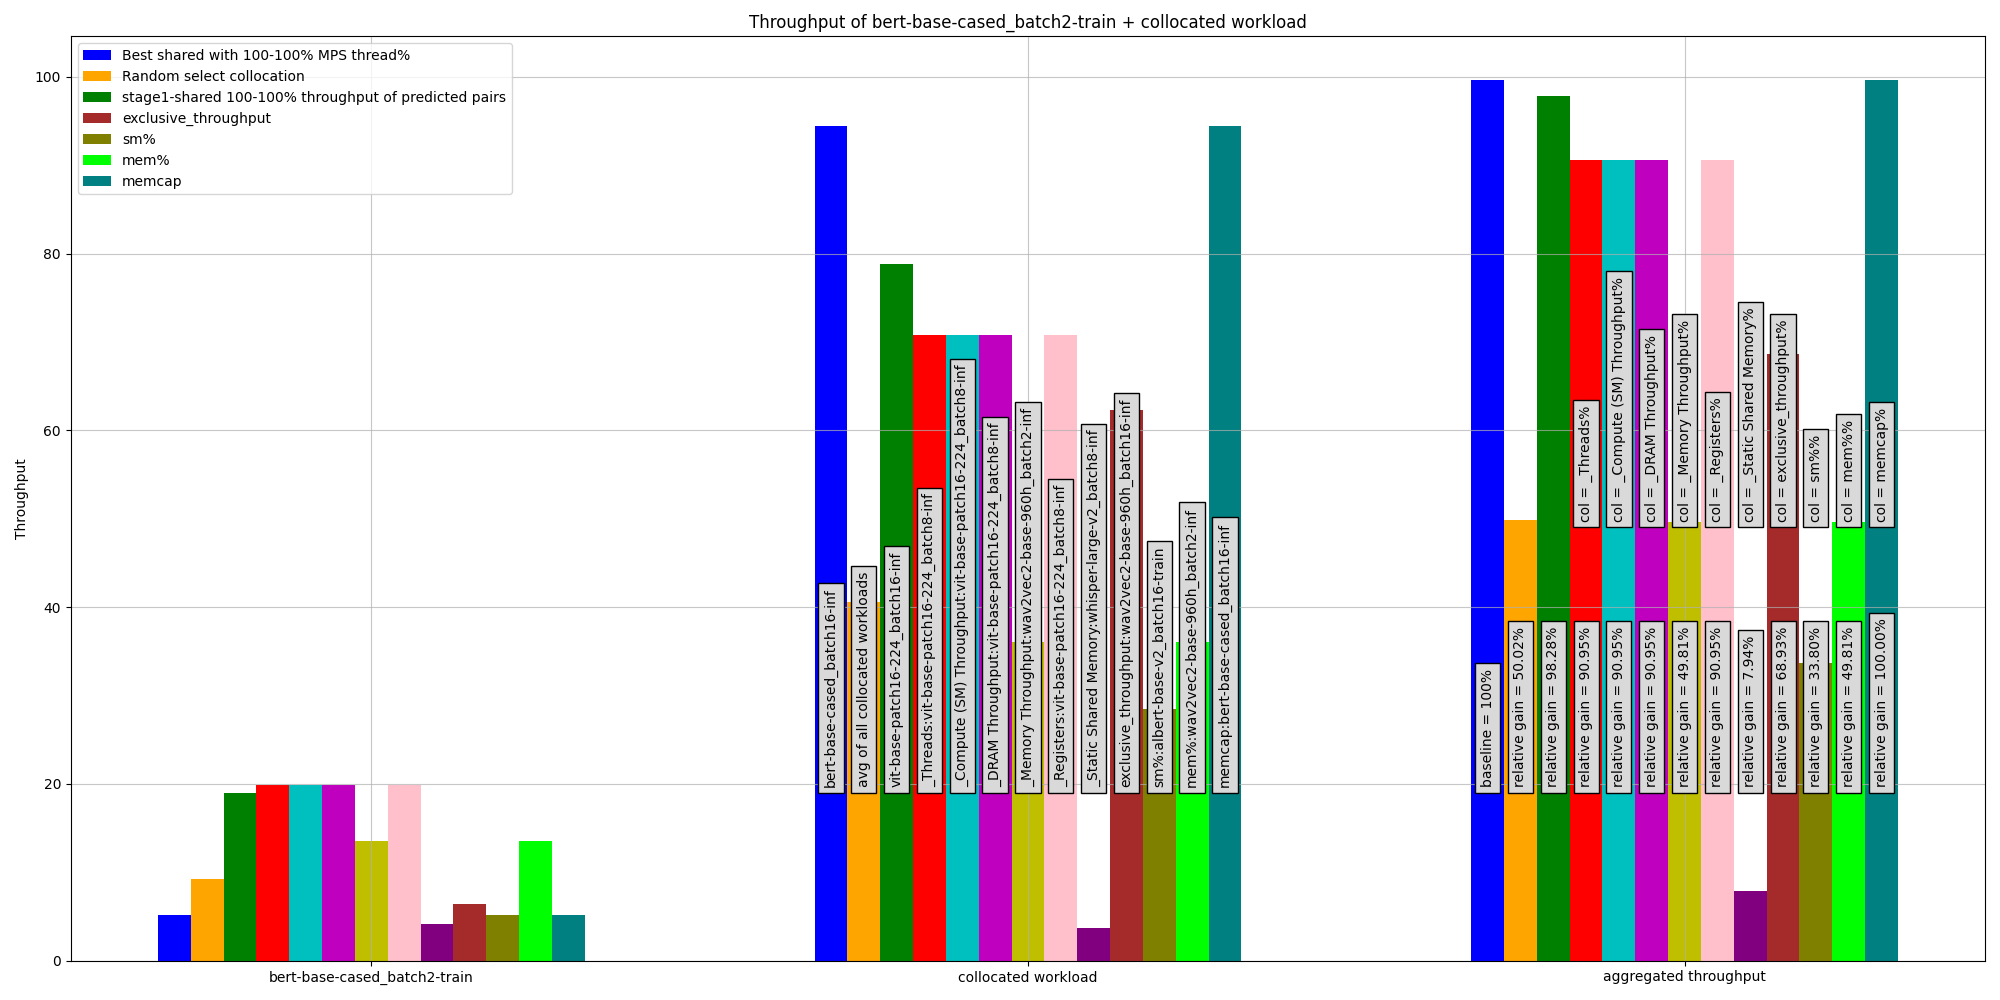 Throughput of bert-base-cased_batch2-train + collocated workload
Best shared with 100-100% MPS thread%
Random select collocation
stage1-shared 100-100% throughput of predicted pairs
exclusive_throughput
sm%
mem%
memcap
Throughput
100
80
60
40
20
0
bert-base-cased_batch16-inf
avg of all collocated workloads
vit-base-patch16-224_batch16-inf
_Threads:vit-base-patch16-224_batch8-inf
_Compute (SM) Throughput:vit-base-patch16-224_batch8-inf
_DRAM Throughput:vit-base-patch16-224_batch8-inf
_Memory Throughput:wav2vec2-base-960h_batch2-inf
_Registers:vit-base-patch16-224_batch8-inf
_Static Shared Memory:whisper-large-v2_batch8-inf
exclusive_throughput:wav2vec2-base-960h_batch16-inf
sm%:albert-base-v2_batch16-train
mem%:wav2vec2-base-960h_batch2-inf
memcap:bert-base-cased_batch16-inf
col = _Threads%
col = _Compute (SM) Throughput%
col = _DRAM Throughput%
col = _Memory Throughput%
col = _Registers%
col = _Static Shared Memory%
col = exclusive_throughput%
col = sm%%
col = mem%%
col = memcap%
baseline = 100%
relative gain = 50.02%
relative gain = 98.28%
relative gain = 90.95%
relative gain = 90.95%
relative gain = 90.95%
relative gain = 49.81%
relative gain = 90.95%
relative gain = 7.94%
relative gain = 68.93%
relative gain = 33.80%
relative gain = 49.81%
relative gain = 100.00%
bert-base-cased_batch2-train
collocated workload
aggregated throughput